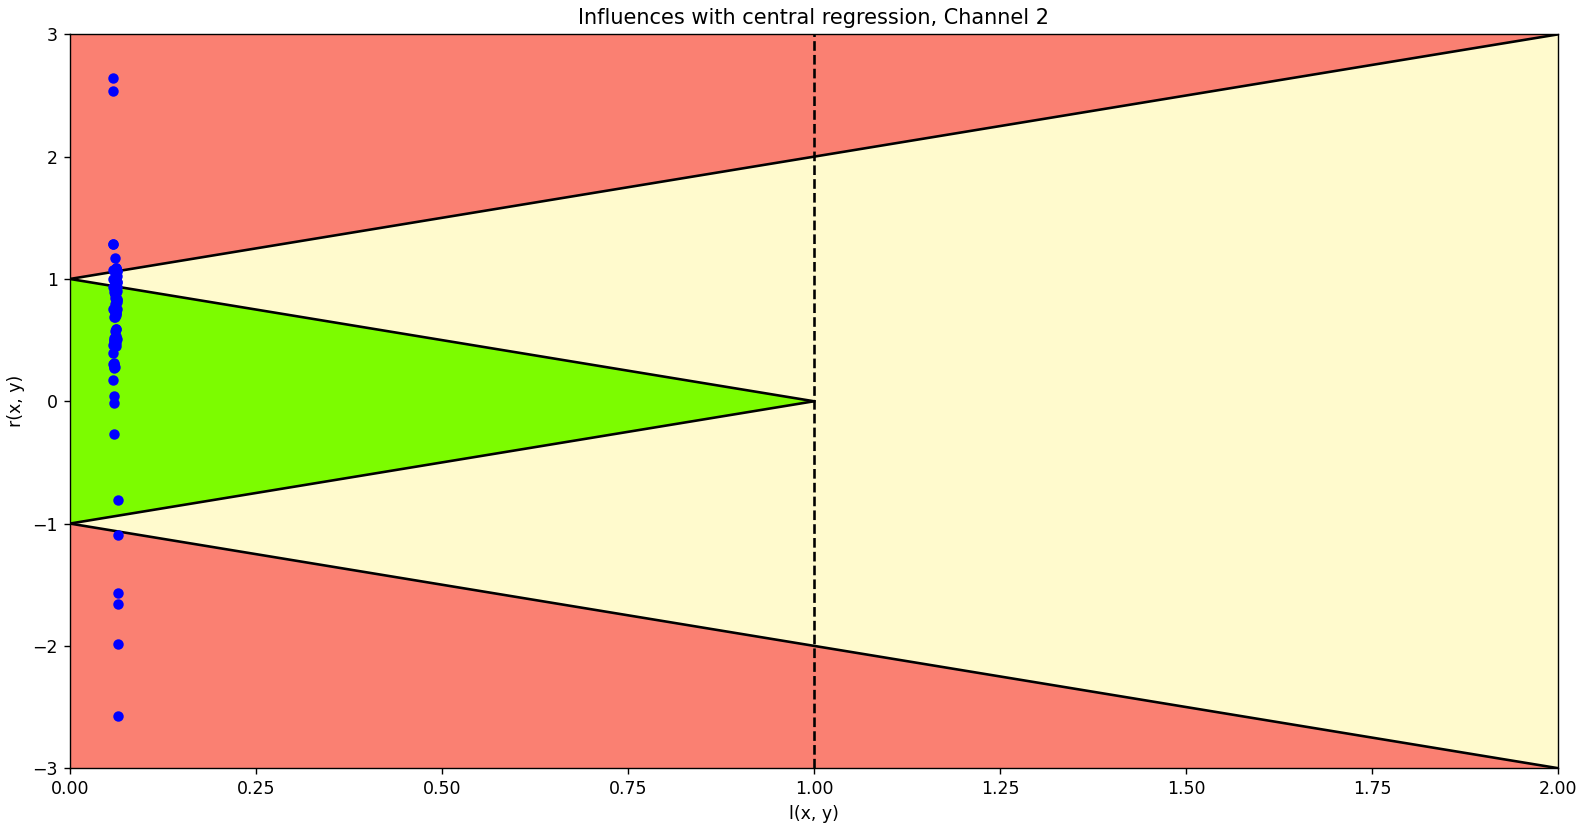 Influences with central regression, Channel 2
3
2
1
0
−1
−2
−3
r(x, y)
0.00 0.25 0.50 0.75 1.00 1.25 1.50 1.75 2.00
l(x, y)